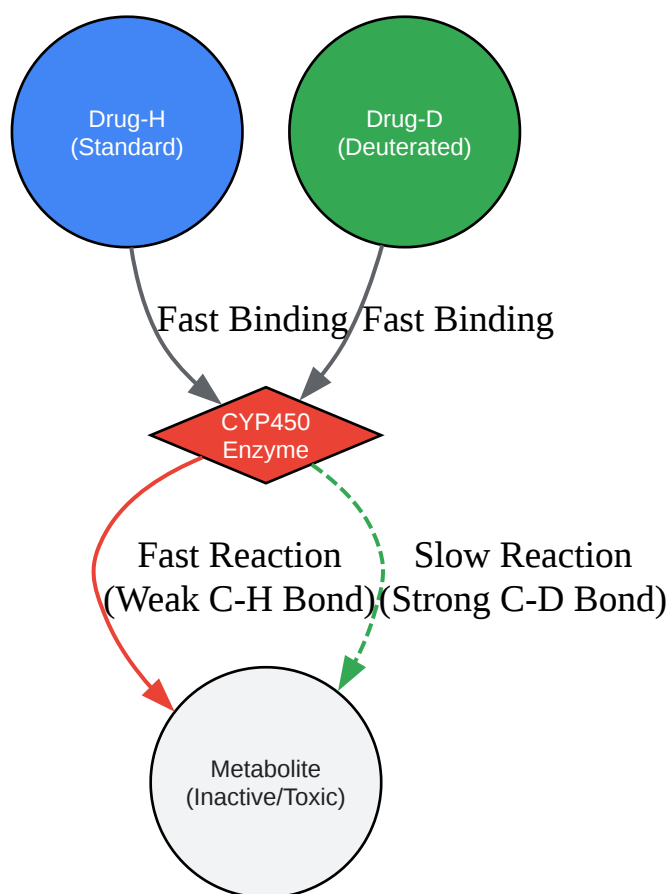 Drug-H
(Standard)
Drug-D
(Deuterated)
Fast Binding
Fast Binding
CYP450
Enzyme
Fast Reaction
(Weak C-H Bond)
Slow Reaction
(Strong C-D Bond)
Metabolite
(Inactive/Toxic)